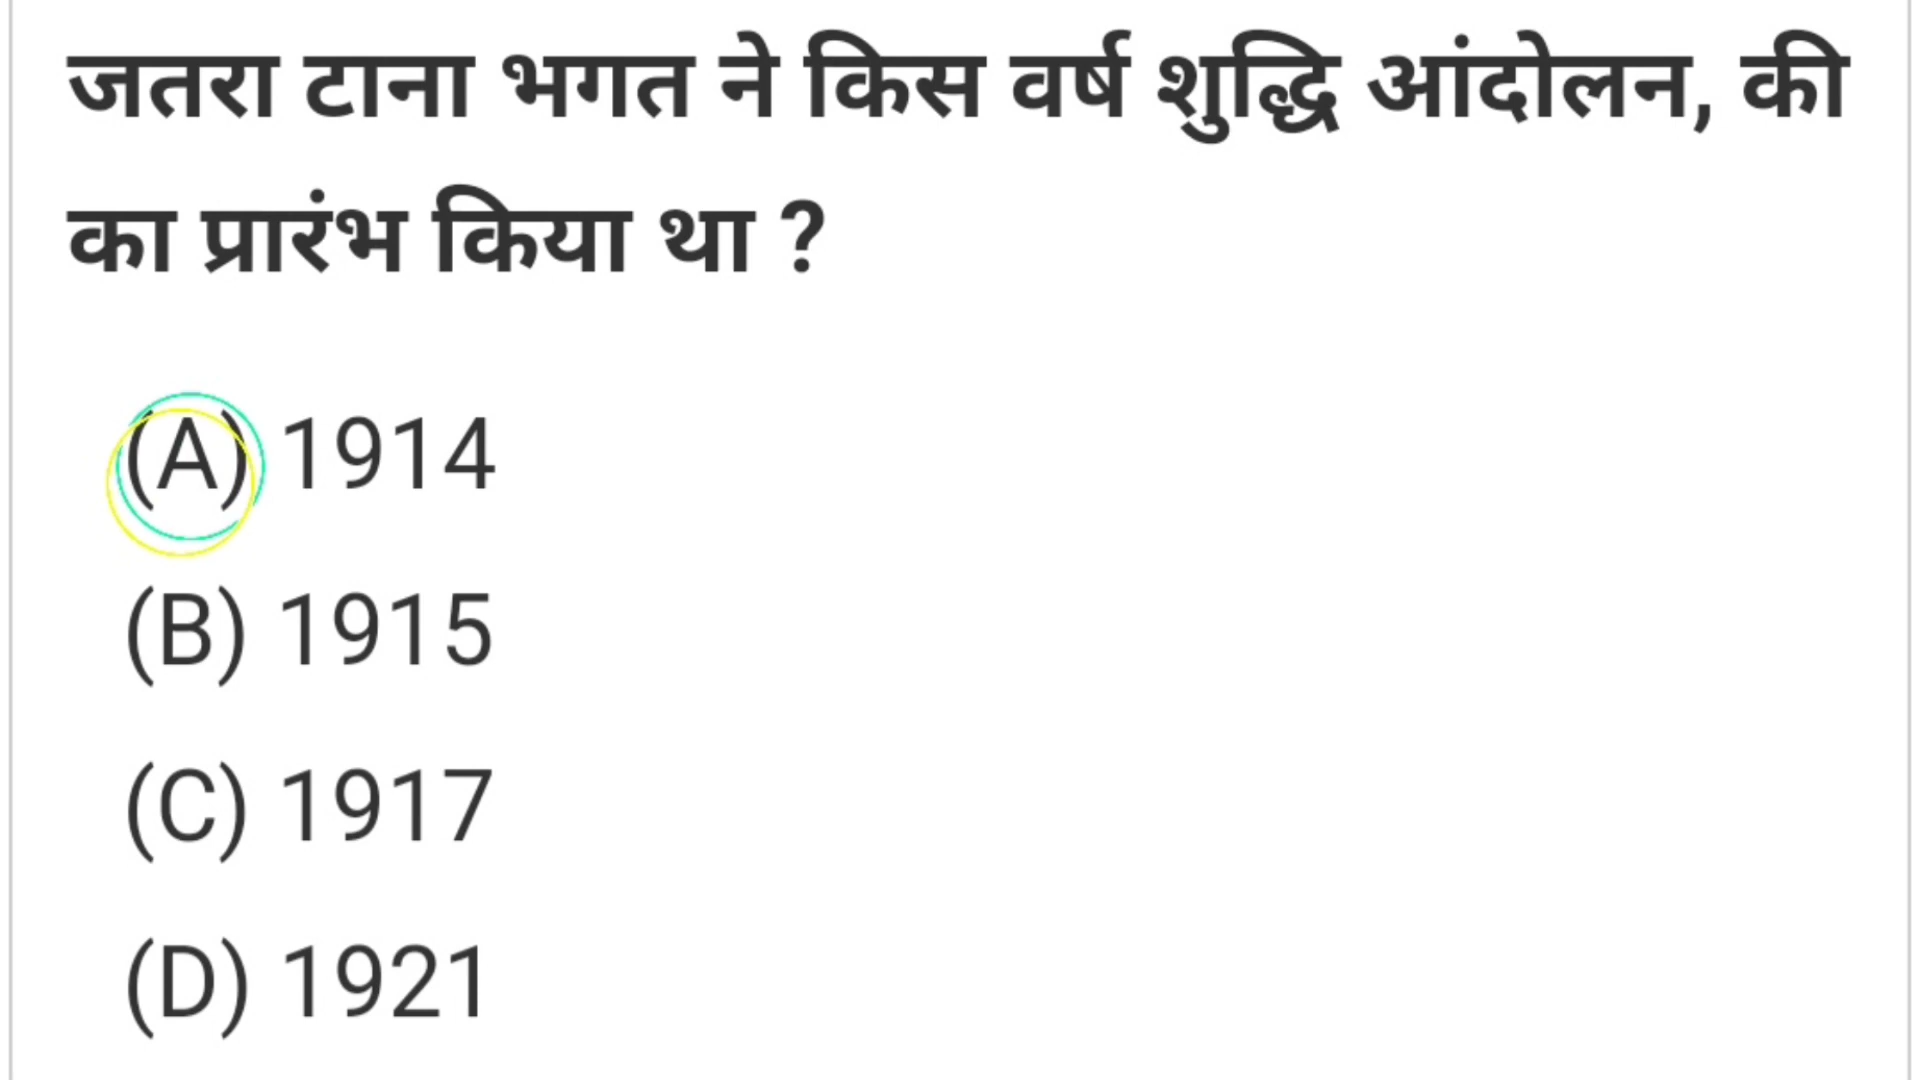 जतरा टाना भगत ने किस वर्ष शुद्धि आंदोलन, की
का प्रारंभ किया था ?
(A) 1914
(B) 1915
(C) 1917
(D) 1921